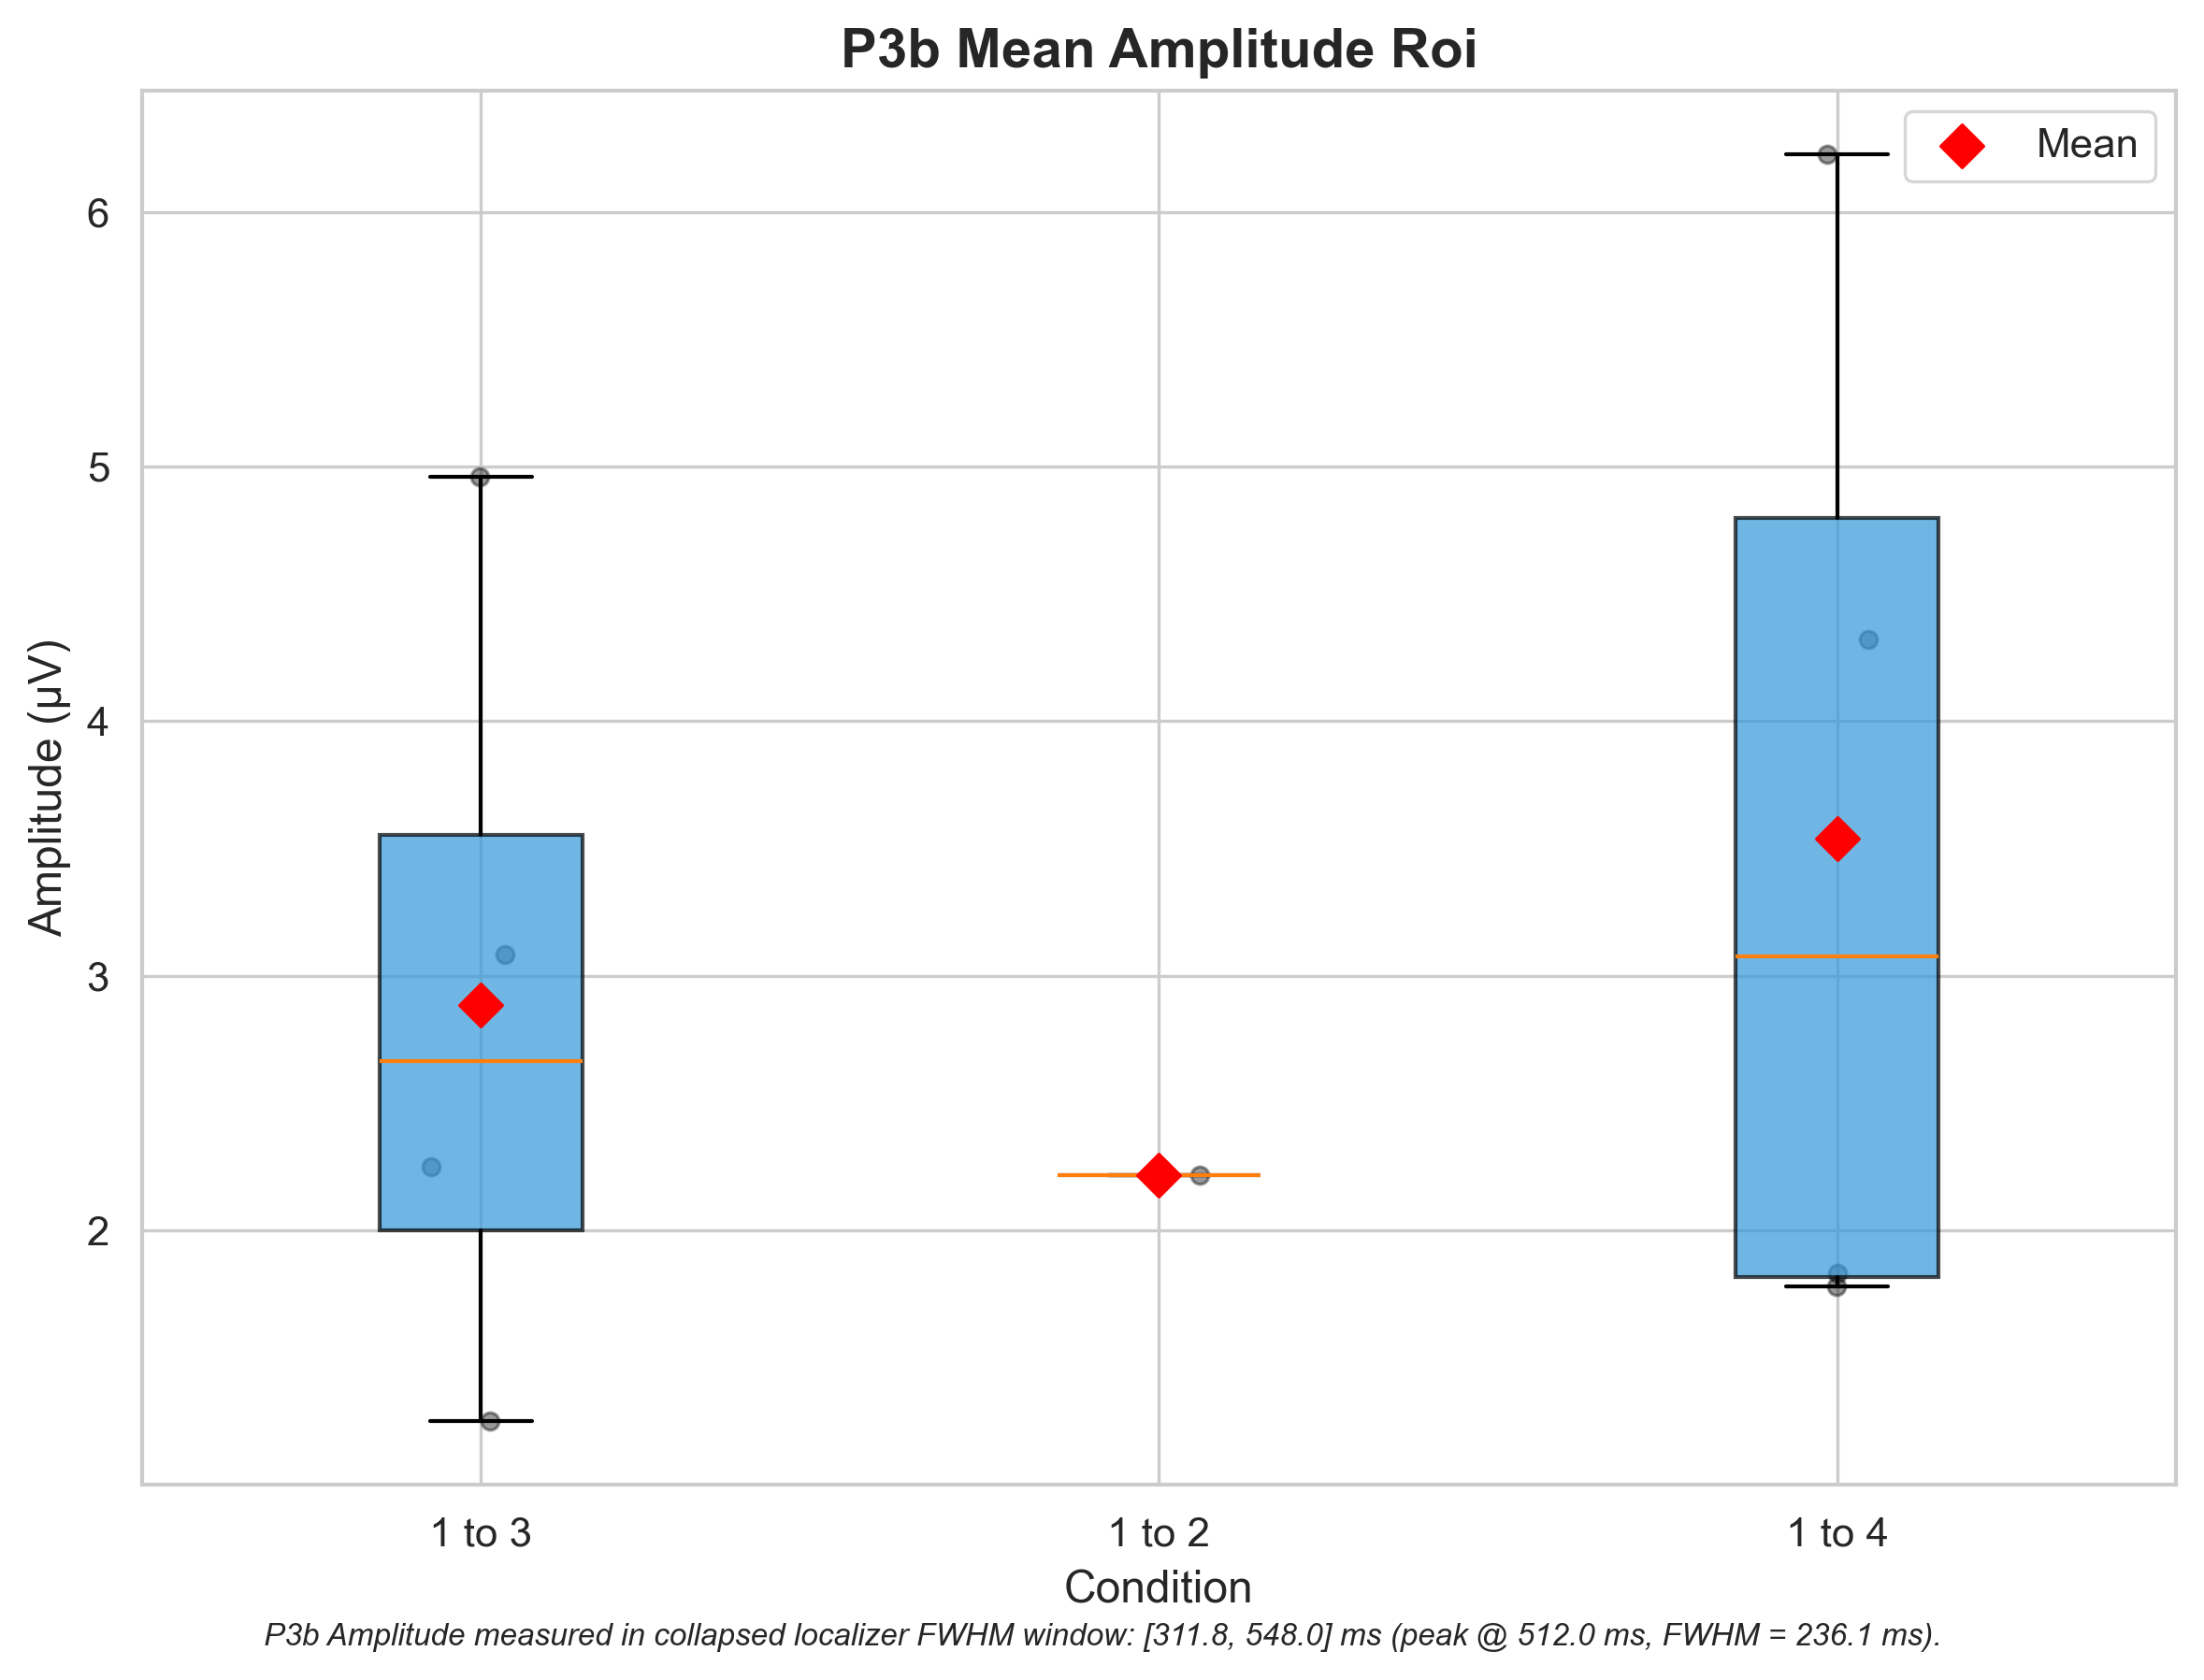 P3b Mean Amplitude Roi
Mean
6
5
4
3
2
Amplitude (µV)
1 to 3
1 to 2
1 to 4
Condition
P3b Amplitude measured in collapsed localizer FWHM window: [311.8, 548.0] ms (peak @ 512.0 ms, FWHM = 236.1 ms).